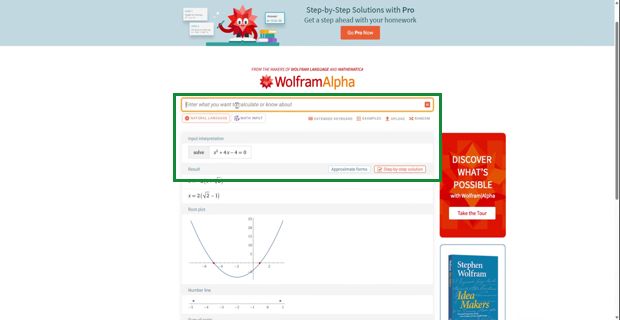 Step-by-Step Solutions with Pro
Get a step ahead with your homework
Go Pro Now
FROM THE MAKERS OF WOLFRAM LANGUAGE AND MATHEMATICA
WolframAlpha
Enter what you want to calculate or know about
NATURAL LANGUAGE
MATH INPUT
EXTENDED KEYBOARD
EXAMPLES
UPLOAD
RANDOM
Input interpretation
solve x² + 4x - 4 = 0
Result
Approximate forms
Step-by-step solution
x = 2(√2 - 1)
Root plot
Number line
DISCOVER
WHAT'S
POSSIBLE
with Wolfram|Alpha
Take the Tour
Stephen
Wolfram
Idea
Makers